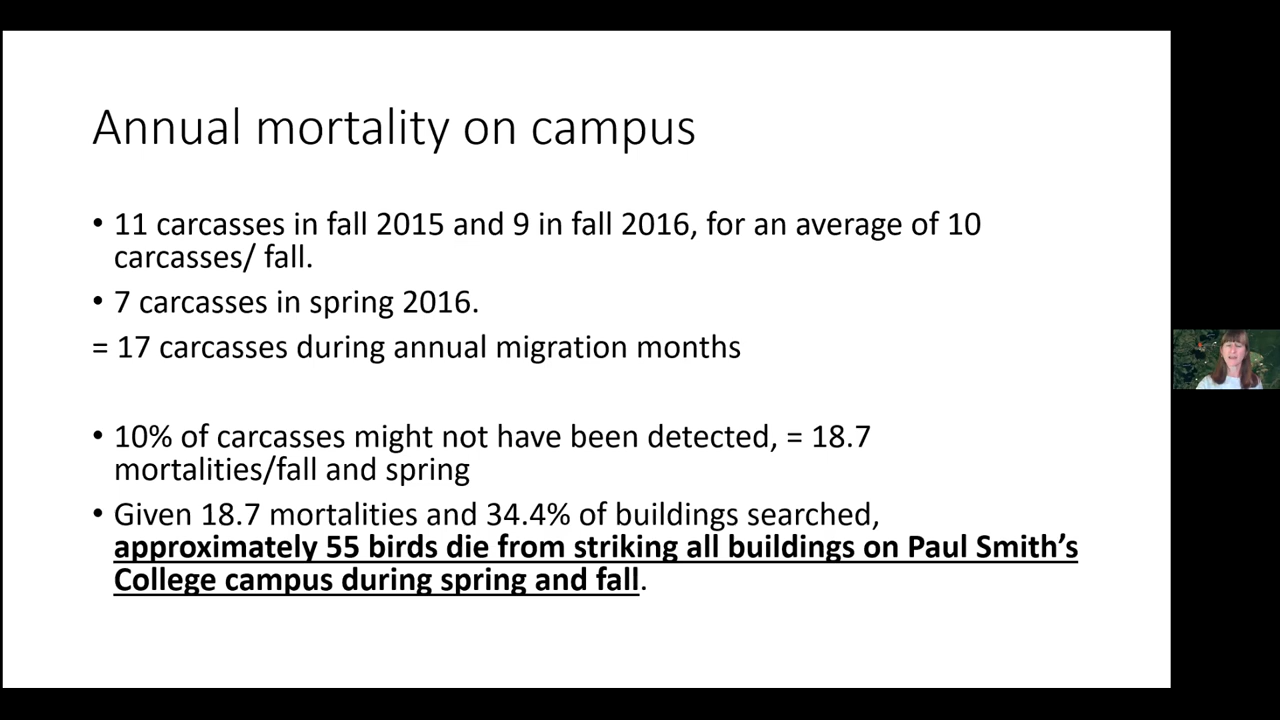 Annual mortality on campus
• 11 carcasses in fall 2015 and 9 in fall 2016, for an average of 10
carcasses/ fall.
• 7 carcasses in spring 2016.
= 17 carcasses during annual migration months
• 10% of carcasses might not have been detected, = 18.7
mortalities/fall and spring
• Given 18.7 mortalities and 34.4% of buildings searched,
approximately 55 birds die from striking all buildings on Paul Smith’s
College campus during spring and fall.